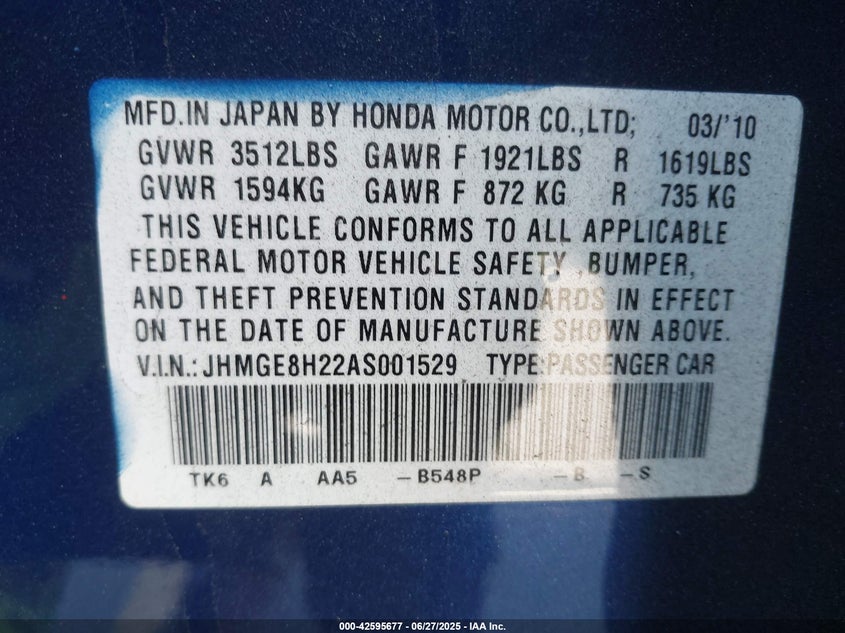 MFD.IN JAPAN BY HONDA MOTOR CO.,LTD; 03/'10
GVWR 3512LBS GAWR F 1921LBS R 1619LBS
GVWR 1594KG GAWR F 872 KG R 735 KG
THIS VEHICLE CONFORMS TO ALL APPLICABLE
FEDERAL MOTOR VEHICLE SAFETY ,BUMPER,
AND THEFT PREVENTION STANDARDS IN EFFECT
ON THE DATE OF MANUFACTURE SHOWN ABOVE.
V.I.N.: JHMGE8H22AS001529 TYPE:PASSENGER CAR
TK6 A AA5 -B548P -B -S
000-42595677 - 06/27/2025 - IAA Inc.